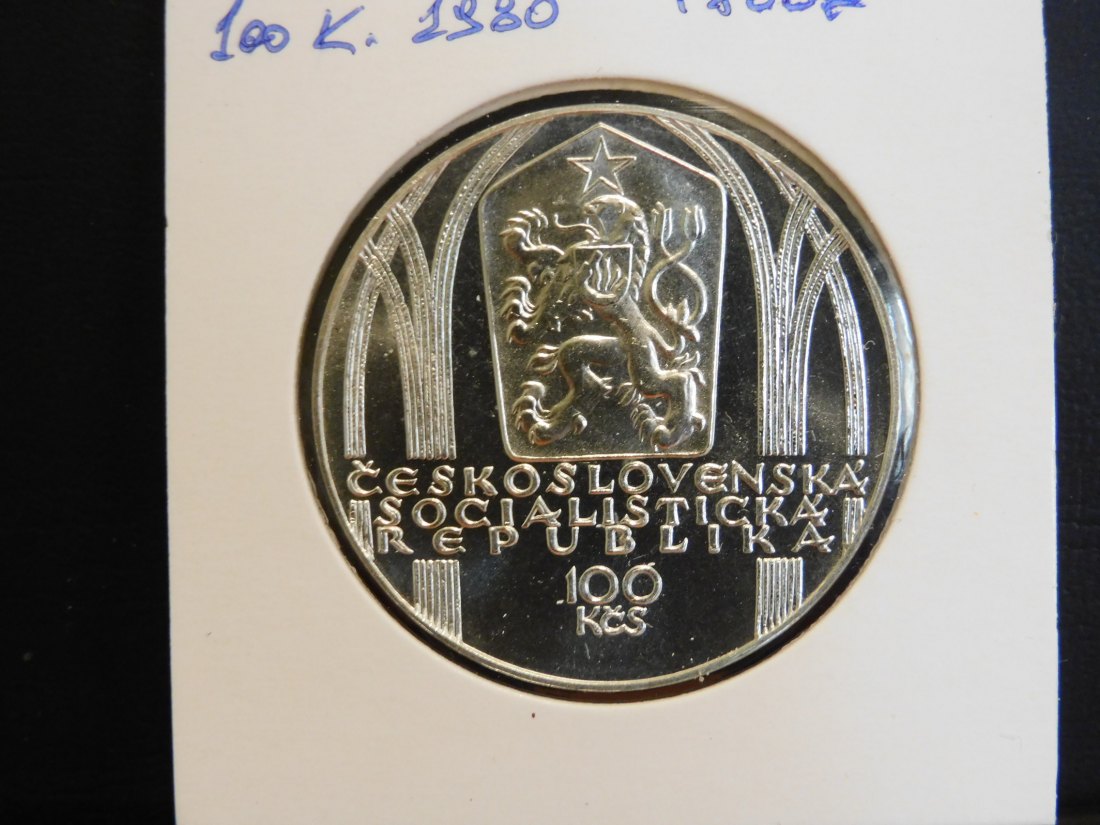 100 K. 1980
ČESKOSLOVENSKÁ
SOCIALISTICKÁ
REPUBLIKA
100
Kčs